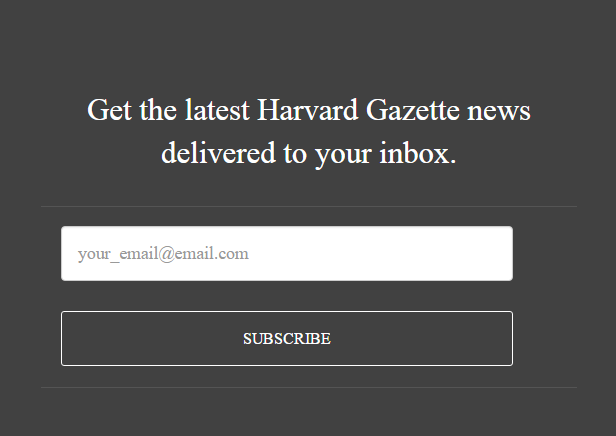 Get the latest Harvard Gazette news
delivered to your inbox.
your_email@email.com
SUBSCRIBE